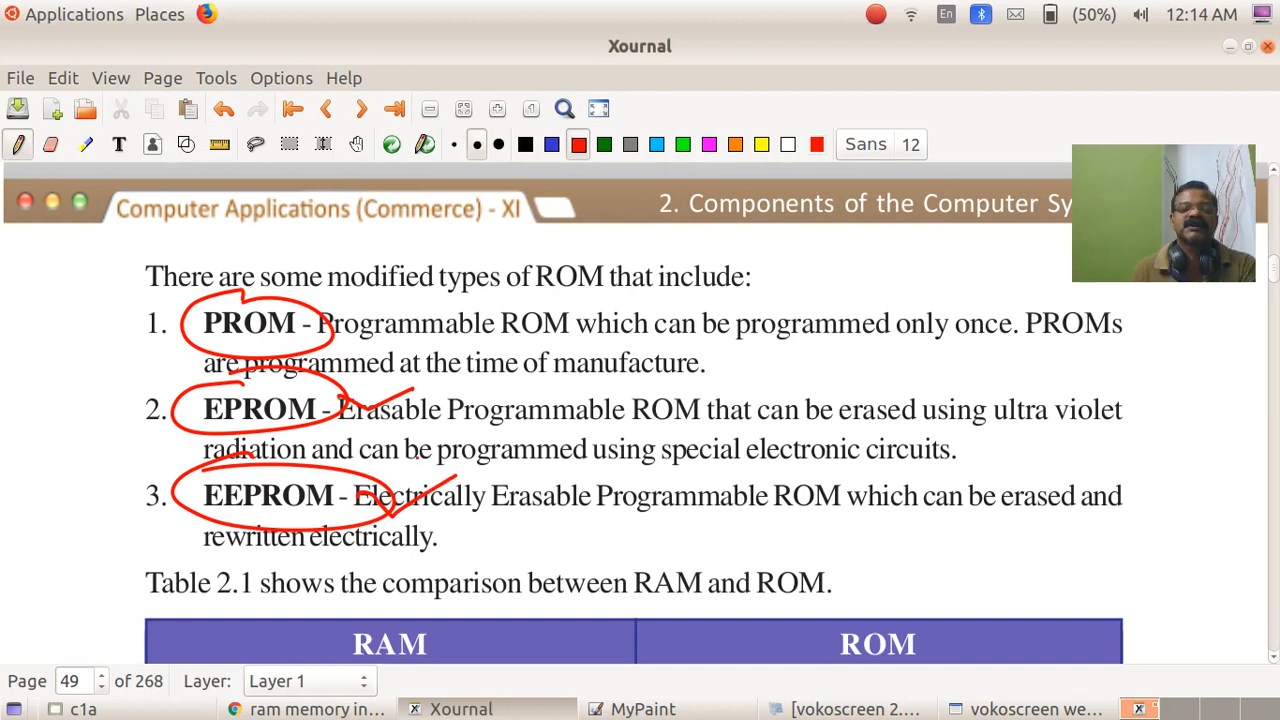 Applications Places En (50%) 12:14 AM
Xournal
File Edit View Page Tools Options Help
T Sans 12
Computer Applications (Commerce) - XI 2. Components of the Computer Sy
There are some modified types of ROM that include:
1. PROM - Programmable ROM which can be programmed only once. PROMs
are programmed at the time of manufacture.
2. EPROM - Erasable Programmable ROM that can be erased using ultra violet
radiation and can be programmed using special electronic circuits.
3. EEPROM - Electrically Erasable Programmable ROM which can be erased and
rewritten electrically.
Table 2.1 shows the comparison between RAM and ROM.
RAM ROM
Page 49 of 268 Layer: Layer 1
c1a ram memory in... Xournal MyPaint [vokoscreen 2.... vokoscreen we...